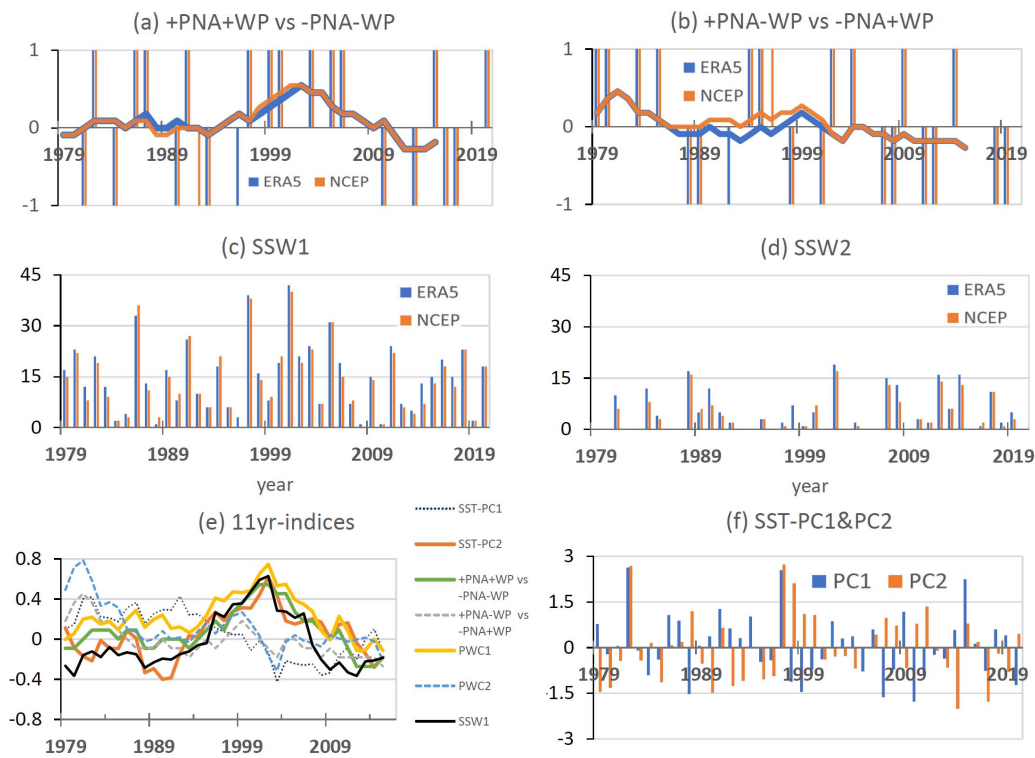 (a) +PNA+WP vs -PNA-WP
1
0
-1
1979
1989
1999
2009
2019
ERA5
NCEP
(b) +PNA-WP vs -PNA+WP
1
0
-1
1979
1989
1999
2009
2019
ERA5
NCEP
(c) SSW1
45
30
15
0
ERA5
NCEP
1979
1989
1999
2009
2019
year
(d) SSW2
45
30
15
0
ERA5
NCEP
1979
1989
1999
2009
2019
year
(e) 11yr-indices
0.8
0.4
0
-0.4
-0.8
1979
1989
1999
2009
SST-PC1
SST-PC2
+PNA+WP vs
-PNA-WP
+PNA-WP vs
-PNA+WP
PWC1
PWC2
SSW1
(f) SST-PC1&PC2
3
1.5
0
-1.5
-3
PC1
PC2
1979
1989
1999
2009
2019